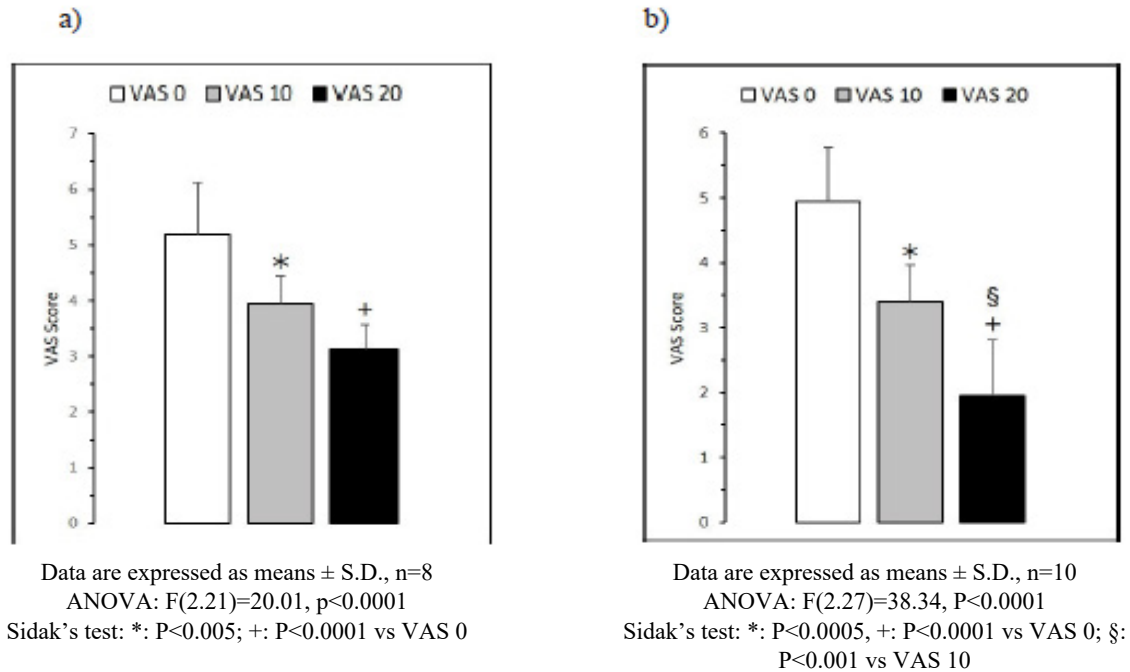 a)
VAS 0 VAS 10 VAS 20
7
6
5
4
3
2
1
0
VAS Score
*
+
Data are expressed as means ± S.D., n=8
ANOVA: F(2.21)=20.01, p<0.0001
Sidak’s test: *: P<0.005; +: P<0.0001 vs VAS 0
b)
VAS 0 VAS 10 VAS 20
6
5
4
3
2
1
0
VAS Score
*
§
+
Data are expressed as means ± S.D., n=10
ANOVA: F(2.27)=38.34, P<0.0001
Sidak’s test: *: P<0.0005, +: P<0.0001 vs VAS 0; §:
P<0.001 vs VAS 10